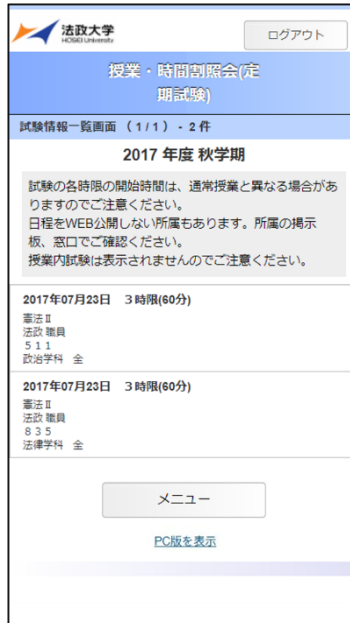 法政大学
HOSEI University
ログアウト
授業・時間割照会(定
期試験)
試験情報一覧画面 （1/1） - 2 件
2017 年度 秋学期
試験の各時限の開始時間は、通常授業と異なる場合があ
りますのでご注意ください。
日程をWEB公開しない所属もあります。所属の掲示
板、窓口でご確認ください。
授業内試験は表示されませんのでご注意ください。
2017年07月23日　３時限(60分)
憲法Ⅱ
法政 職員
５１１
政治学科　全
2017年07月23日　３時限(60分)
憲法Ⅱ
法政 職員
８３５
法律学科　全
メニュー
PC版を表示